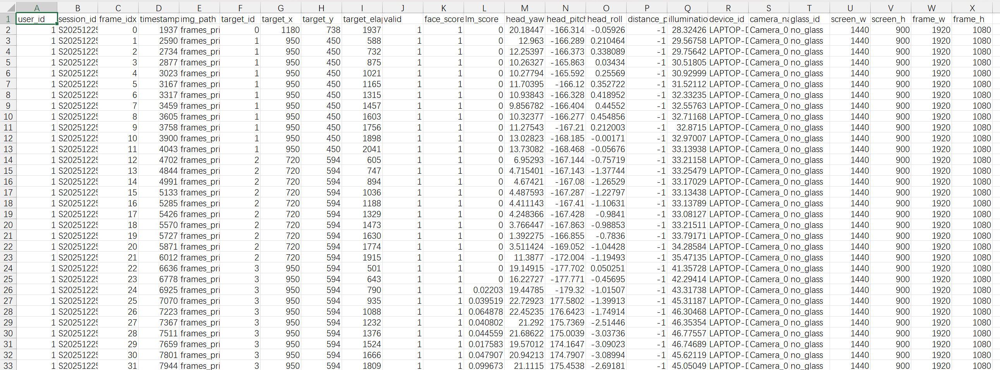 A B C D E F G H I J K L M N O P Q R S T U V W X
1 user_id session_id frame_idx timestamp img_path target_id target_x target_y target_ela valid face_score lm_score head_yaw head_pitch head_roll distance_p illuminatio device_id camera_na glass_id screen_w screen_h frame_w frame_h
2 1 S20251225 0 1937 frames_pri 0 1180 738 1937 1 1 0 20.18447 -166.314 -0.05926 -1 28.32426 LAPTOP-D Camera_0 no_glass 1440 900 1920 1080
3 1 S20251225 1 2590 frames_pri 1 950 450 588 1 1 0 12.963 -166.289 0.210464 -1 29.56758 LAPTOP-D Camera_0 no_glass 1440 900 1920 1080
4 1 S20251225 2 2734 frames_pri 1 950 450 732 1 1 0 12.25397 -166.373 0.338089 -1 29.75642 LAPTOP-D Camera_0 no_glass 1440 900 1920 1080
5 1 S20251225 3 2877 frames_pri 1 950 450 875 1 1 0 10.26327 -165.863 0.03434 -1 30.51805 LAPTOP-D Camera_0 no_glass 1440 900 1920 1080
6 1 S20251225 4 3023 frames_pri 1 950 450 1021 1 1 0 10.27794 -165.592 0.25569 -1 30.92999 LAPTOP-D Camera_0 no_glass 1440 900 1920 1080
7 1 S20251225 5 3167 frames_pri 1 950 450 1165 1 1 0 11.70395 -166.12 0.352722 -1 31.52112 LAPTOP-D Camera_0 no_glass 1440 900 1920 1080
8 1 S20251225 6 3317 frames_pri 1 950 450 1315 1 1 0 10.93843 -166.328 0.418952 -1 32.33235 LAPTOP-D Camera_0 no_glass 1440 900 1920 1080
9 1 S20251225 7 3459 frames_pri 1 950 450 1457 1 1 0 9.856782 -166.404 0.44552 -1 32.55763 LAPTOP-D Camera_0 no_glass 1440 900 1920 1080
10 1 S20251225 8 3605 frames_pri 1 950 450 1603 1 1 0 10.32377 -166.277 0.454856 -1 32.71168 LAPTOP-D Camera_0 no_glass 1440 900 1920 1080
11 1 S20251225 9 3758 frames_pri 1 950 450 1756 1 1 0 11.27543 -167.21 0.212003 -1 32.8715 LAPTOP-D Camera_0 no_glass 1440 900 1920 1080
12 1 S20251225 10 3900 frames_pri 1 950 450 1898 1 1 0 13.02823 -168.185 -0.00171 -1 32.97007 LAPTOP-D Camera_0 no_glass 1440 900 1920 1080
13 1 S20251225 11 4043 frames_pri 1 950 450 2041 1 1 0 13.73082 -168.468 -0.05676 -1 33.13938 LAPTOP-D Camera_0 no_glass 1440 900 1920 1080
14 1 S20251225 12 4702 frames_pri 2 720 594 605 1 1 0 6.95293 -167.144 -0.75719 -1 33.21158 LAPTOP-D Camera_0 no_glass 1440 900 1920 1080
15 1 S20251225 13 4844 frames_pri 2 720 594 747 1 1 0 4.715401 -167.143 -1.37744 -1 33.25479 LAPTOP-D Camera_0 no_glass 1440 900 1920 1080
16 1 S20251225 14 4991 frames_pri 2 720 594 894 1 1 0 4.67421 -167.08 -1.26529 -1 33.17029 LAPTOP-D Camera_0 no_glass 1440 900 1920 1080
17 1 S20251225 15 5133 frames_pri 2 720 594 1036 1 1 0 4.487593 -167.287 -1.22797 -1 33.13438 LAPTOP-D Camera_0 no_glass 1440 900 1920 1080
18 1 S20251225 16 5285 frames_pri 2 720 594 1188 1 1 0 4.411143 -167.41 -1.10631 -1 33.13789 LAPTOP-D Camera_0 no_glass 1440 900 1920 1080
19 1 S20251225 17 5426 frames_pri 2 720 594 1329 1 1 0 4.248366 -167.428 -0.9841 -1 33.08127 LAPTOP-D Camera_0 no_glass 1440 900 1920 1080
20 1 S20251225 18 5570 frames_pri 2 720 594 1473 1 1 0 3.766447 -167.863 -0.98853 -1 33.21511 LAPTOP-D Camera_0 no_glass 1440 900 1920 1080
21 1 S20251225 19 5727 frames_pri 2 720 594 1630 1 1 0 1.392275 -166.855 -0.7836 -1 33.79171 LAPTOP-D Camera_0 no_glass 1440 900 1920 1080
22 1 S20251225 20 5871 frames_pri 2 720 594 1774 1 1 0 3.511424 -169.052 -1.04428 -1 34.28584 LAPTOP-D Camera_0 no_glass 1440 900 1920 1080
23 1 S20251225 21 6012 frames_pri 2 720 594 1915 1 1 0 11.3877 -172.004 -1.19493 -1 35.47135 LAPTOP-D Camera_0 no_glass 1440 900 1920 1080
24 1 S20251225 22 6636 frames_pri 3 950 594 501 1 1 0 19.14915 -177.702 0.050251 -1 41.35728 LAPTOP-D Camera_0 no_glass 1440 900 1920 1080
25 1 S20251225 23 6778 frames_pri 3 950 594 643 1 1 0 16.22727 -177.771 -0.45695 -1 42.29414 LAPTOP-D Camera_0 no_glass 1440 900 1920 1080
26 1 S20251225 24 6925 frames_pri 3 950 594 790 1 1 0.02203 19.44785 -179.32 -1.01507 -1 43.31738 LAPTOP-D Camera_0 no_glass 1440 900 1920 1080
27 1 S20251225 25 7070 frames_pri 3 950 594 935 1 1 0.039519 22.72923 177.5802 -1.39913 -1 45.31187 LAPTOP-D Camera_0 no_glass 1440 900 1920 1080
28 1 S20251225 26 7223 frames_pri 3 950 594 1088 1 1 0.064878 22.45235 176.6423 -1.74914 -1 46.30468 LAPTOP-D Camera_0 no_glass 1440 900 1920 1080
29 1 S20251225 27 7367 frames_pri 3 950 594 1232 1 1 0.040802 21.292 175.7369 -2.51446 -1 46.35354 LAPTOP-D Camera_0 no_glass 1440 900 1920 1080
30 1 S20251225 28 7511 frames_pri 3 950 594 1376 1 1 0.044559 21.68622 175.0039 -3.03736 -1 46.77557 LAPTOP-D Camera_0 no_glass 1440 900 1920 1080
31 1 S20251225 29 7659 frames_pri 3 950 594 1524 1 1 0.017583 19.57012 174.1647 -3.09023 -1 46.74689 LAPTOP-D Camera_0 no_glass 1440 900 1920 1080
32 1 S20251225 30 7801 frames_pri 3 950 594 1666 1 1 0.047907 20.94213 174.7907 -3.08994 -1 45.62119 LAPTOP-D Camera_0 no_glass 1440 900 1920 1080
33 1 S20251225 31 7944 frames_pri 3 950 594 1809 1 1 0.099673 21.1115 175.4538 -2.69181 -1 45.05049 LAPTOP-D Camera_0 no_glass 1440 900 1920 1080